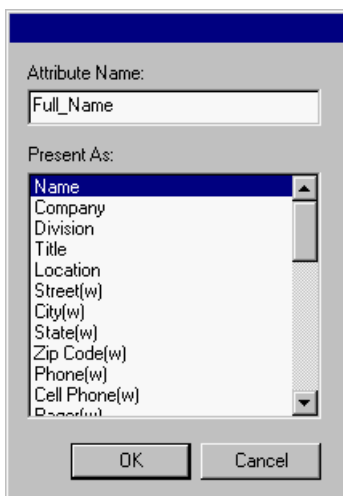 Attribute Name:
Full_Name
Present As:
Name
Company
Division
Title
Location
Street(w)
City(w)
State(w)
Zip Code(w)
Phone(w)
Cell Phone(w)
Pager(w)
OK
Cancel